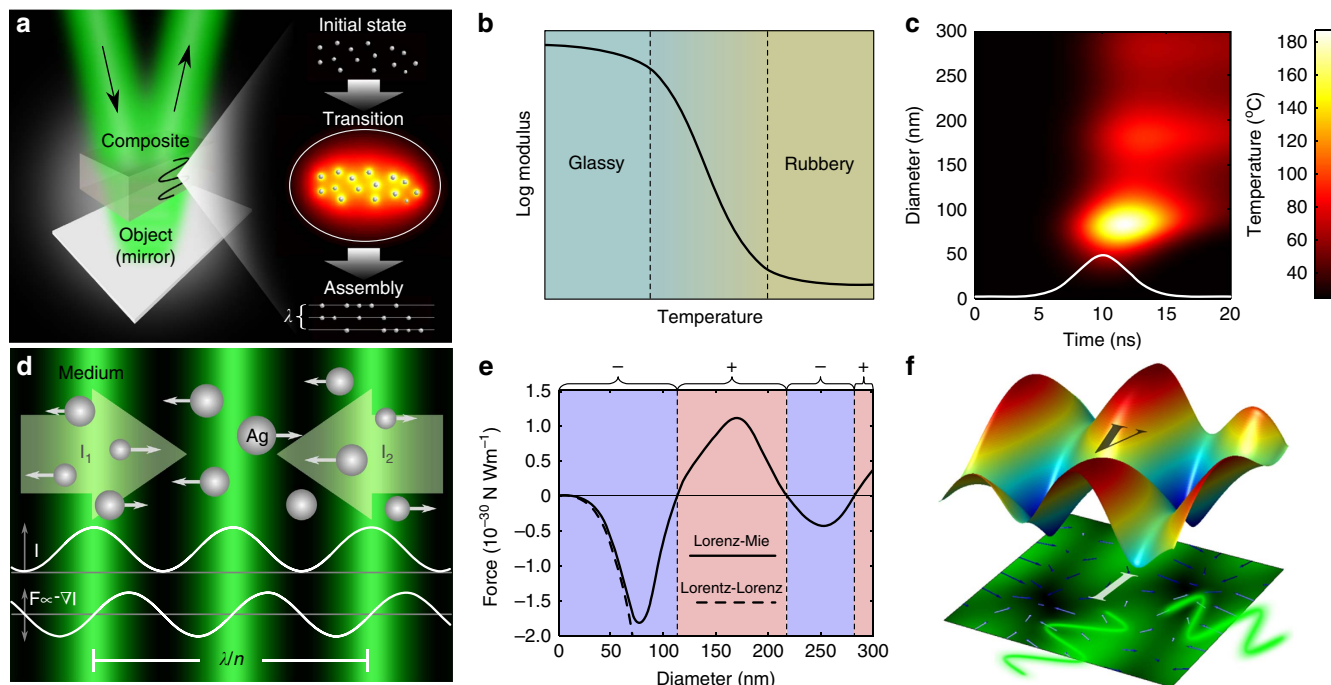 a
Initial state
Transition
Composite
Object
(mirror)
Assembly
λ {
b
Log modulus
Glassy
Rubbery
Temperature
c
Diameter (nm)
300
250
200
150
100
50
0
0 5 10 15 20
Time (ns)
Temperature (°C)
180
160
140
120
100
80
60
40
d
Medium
I₁
Ag
I₂
I
F∝-∇I
λ/n
e
− + − +
Force (10⁻³⁰ N Wm⁻¹)
1.5
1.0
0.5
0
−0.5
−1.0
−1.5
−2.0
Lorenz-Mie
Lorentz-Lorenz
0 50 100 150 200 250 300
Diameter (nm)
f
V
I